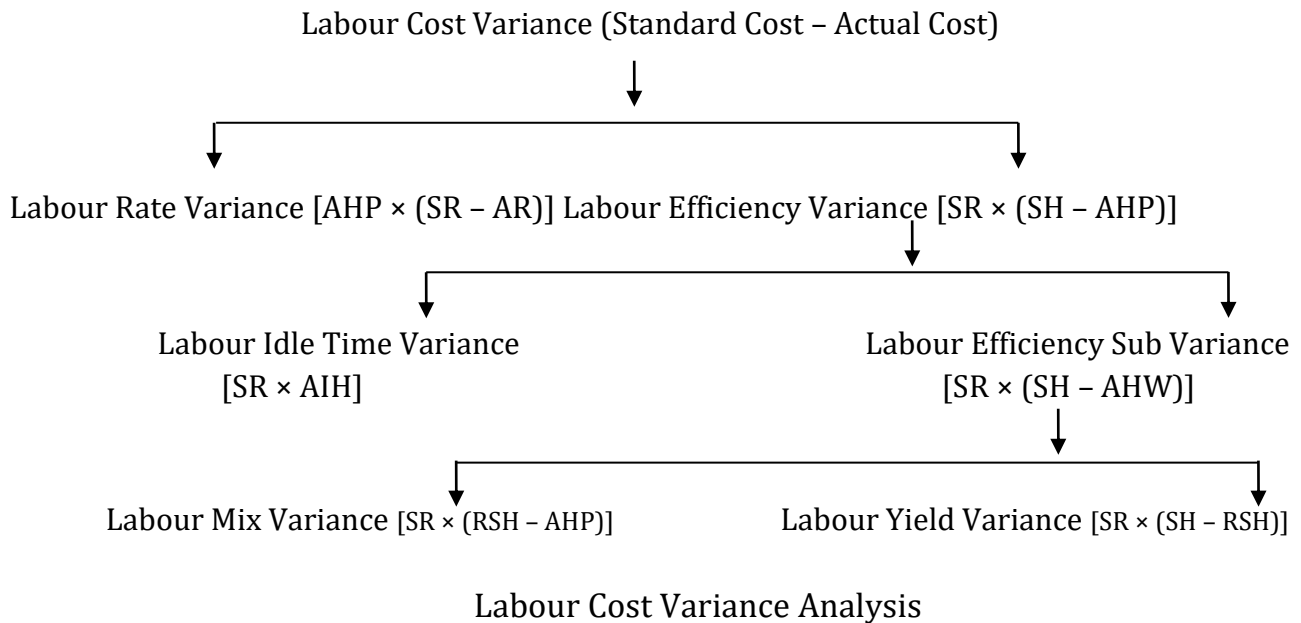 Labour Cost Variance (Standard Cost – Actual Cost)
Labour Rate Variance [AHP × (SR – AR)] Labour Efficiency Variance [SR × (SH – AHP)]
Labour Idle Time Variance
[SR × AIH]
Labour Efficiency Sub Variance
[SR × (SH – AHW)]
Labour Mix Variance [SR × (RSH – AHP)]
Labour Yield Variance [SR × (SH – RSH)]
Labour Cost Variance Analysis